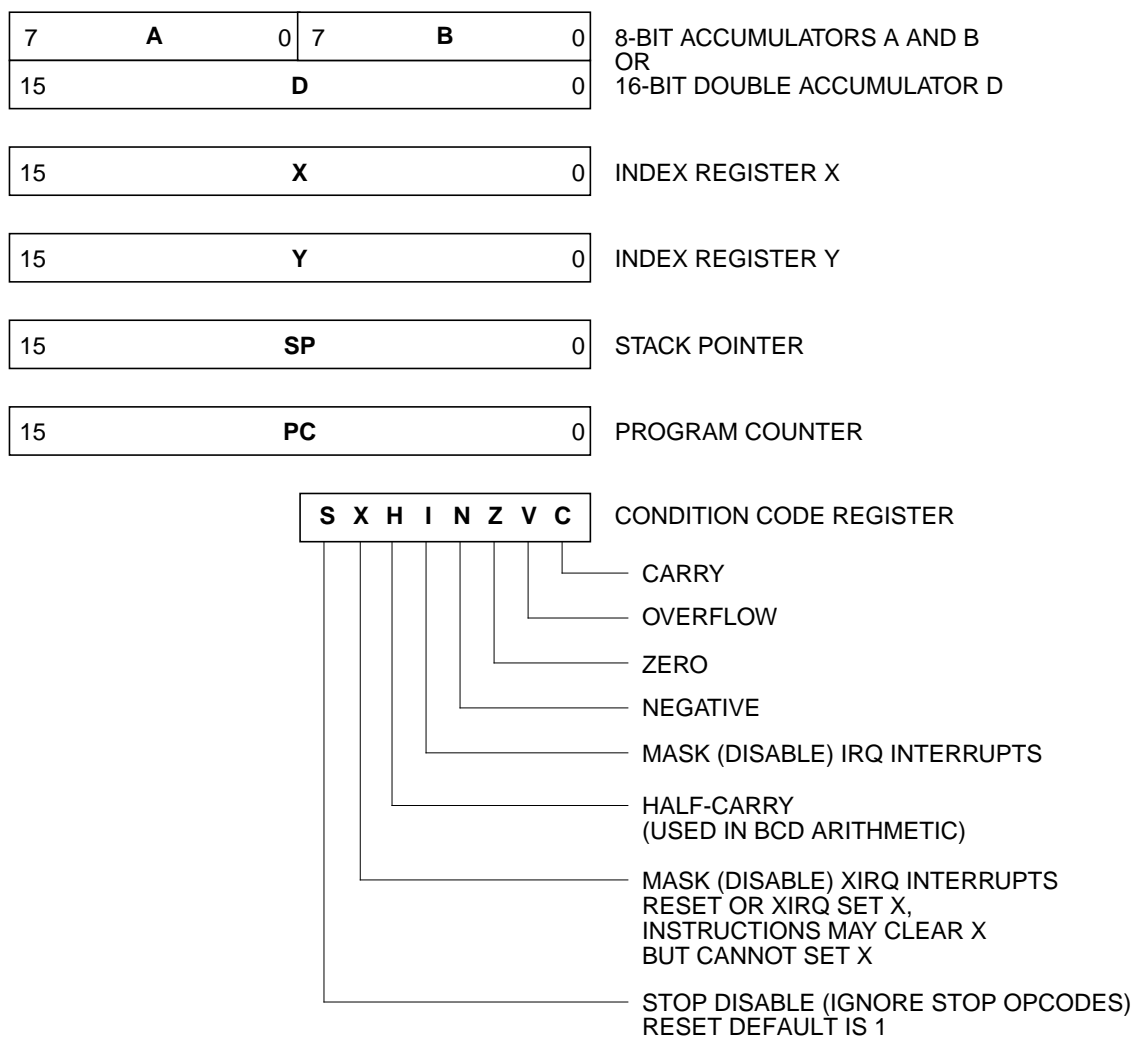 7 A 0 7 B 0 8-BIT ACCUMULATORS A AND B
OR
15 D 0 16-BIT DOUBLE ACCUMULATOR D
15 X 0 INDEX REGISTER X
15 Y 0 INDEX REGISTER Y
15 SP 0 STACK POINTER
15 PC 0 PROGRAM COUNTER
S X H I N Z V C CONDITION CODE REGISTER
CARRY
OVERFLOW
ZERO
NEGATIVE
MASK (DISABLE) IRQ INTERRUPTS
HALF-CARRY
(USED IN BCD ARITHMETIC)
MASK (DISABLE) XIRQ INTERRUPTS
RESET OR XIRQ SET X,
INSTRUCTIONS MAY CLEAR X
BUT CANNOT SET X
STOP DISABLE (IGNORE STOP OPCODES)
RESET DEFAULT IS 1